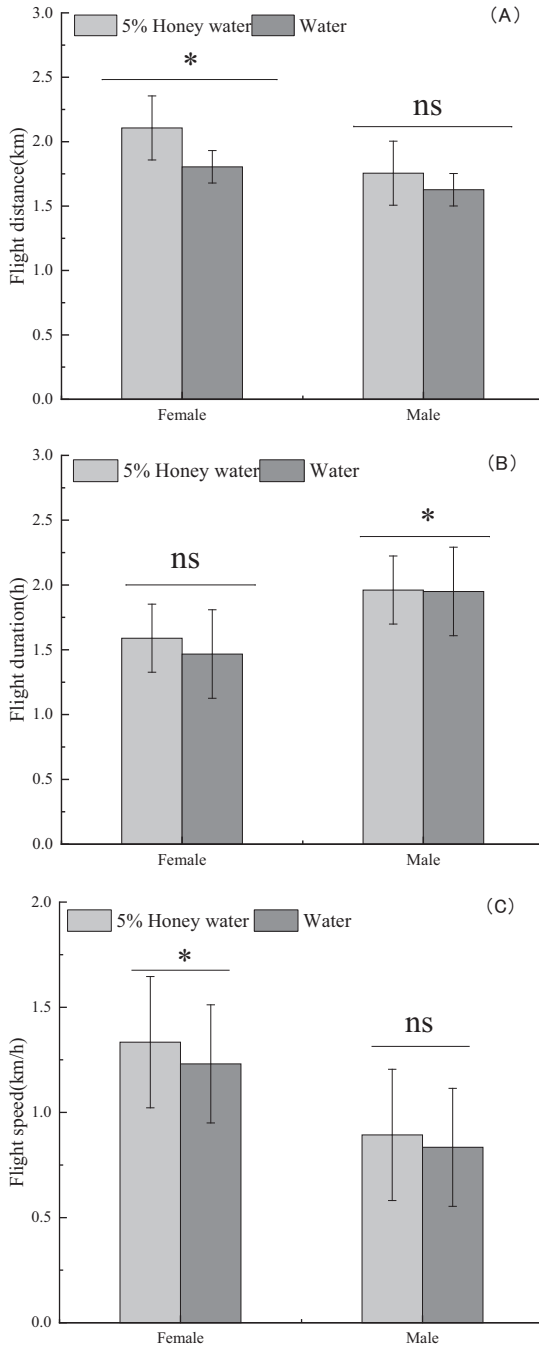 5% Honey water Water (A)
3.0
2.5
2.0
1.5
1.0
0.5
0.0
Flight distance(km)
*
ns
Female Male
5% Honey water Water (B)
3.0
2.5
2.0
1.5
1.0
0.5
0.0
Flight duration(h)
ns
*
Female Male
5% Honey water Water (C)
2.0
1.5
1.0
0.5
0.0
Flight speed(km/h)
*
ns
Female Male